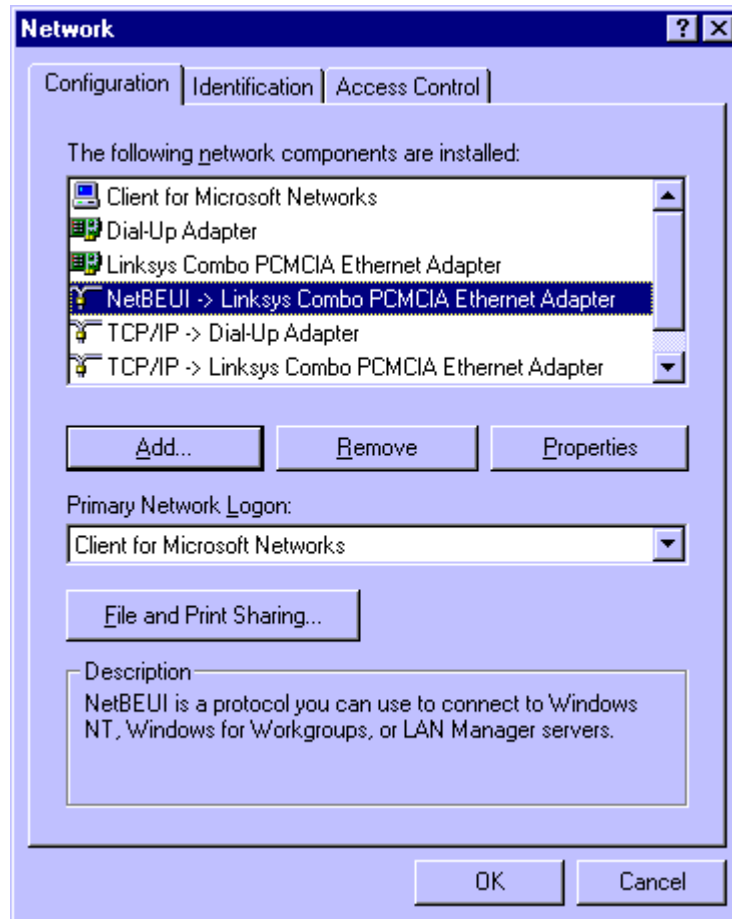 Network
Configuration Identification Access Control
The following network components are installed:
Client for Microsoft Networks
Dial-Up Adapter
Linksys Combo PCMCIA Ethernet Adapter
NetBEUI -> Linksys Combo PCMCIA Ethernet Adapter
TCP/IP -> Dial-Up Adapter
TCP/IP -> Linksys Combo PCMCIA Ethernet Adapter
Add... Remove Properties
Primary Network Logon:
Client for Microsoft Networks
File and Print Sharing...
Description
NetBEUI is a protocol you can use to connect to Windows
NT, Windows for Workgroups, or LAN Manager servers.
OK Cancel